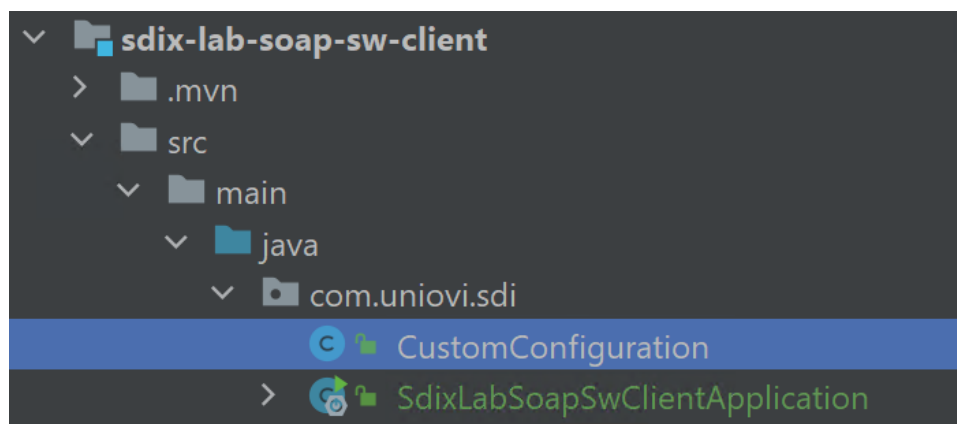 sdix-lab-soap-sw-client
.mvn
src
main
java
com.uniovi.sdi
C CustomConfiguration
SdixLabSoapSwClientApplication